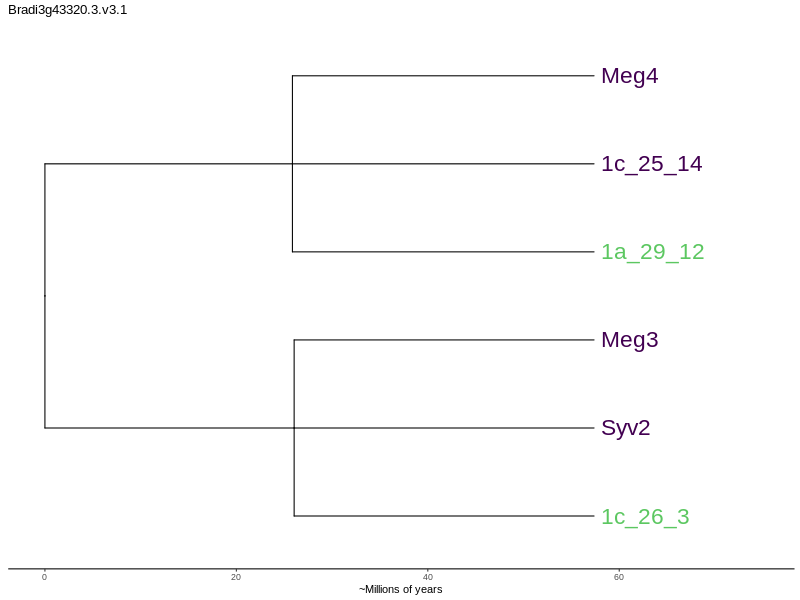 Bradi3g43320.3.v3.1
Meg4
1c_25_14
1a_29_12
Meg3
Syv2
1c_26_3
0 20 40 60
~Millions of years